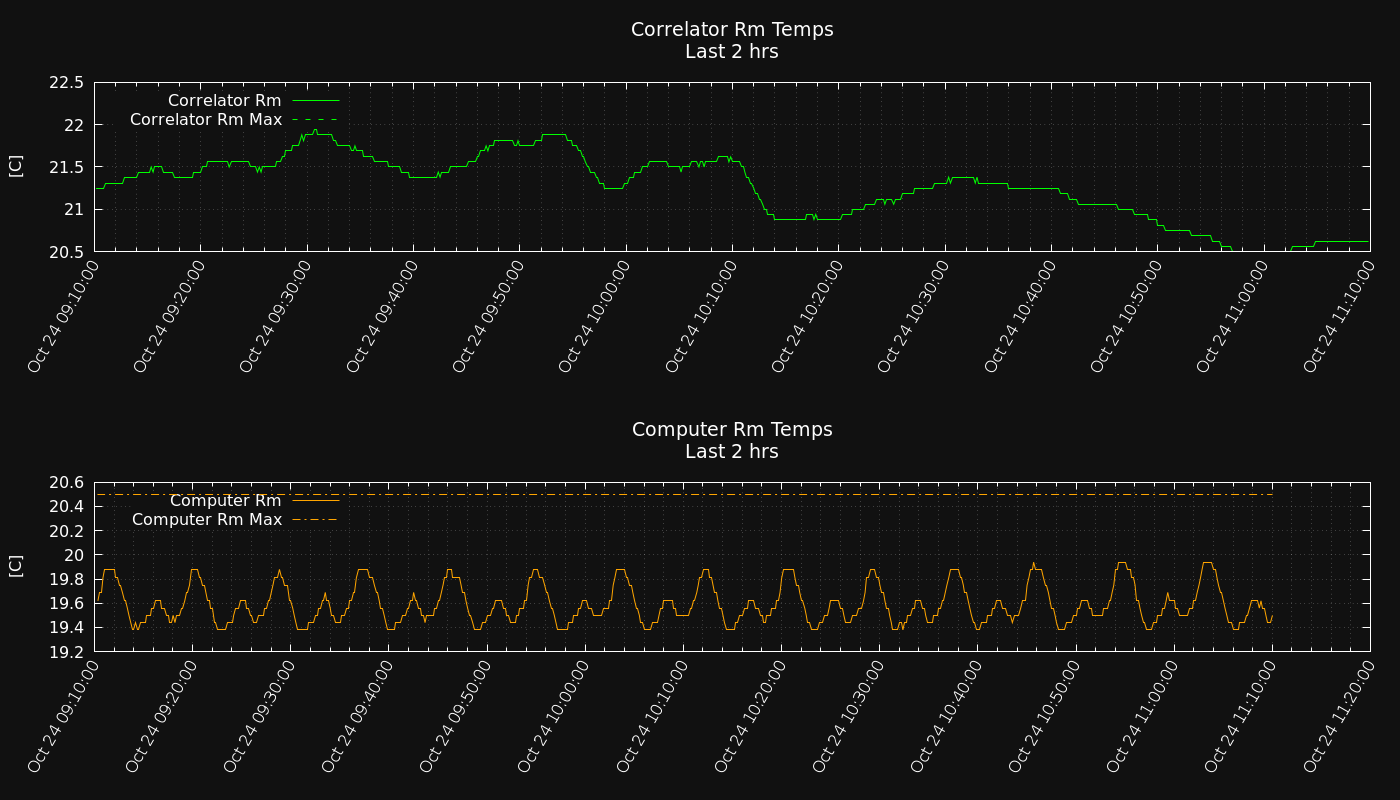 Correlator Rm Temps
Last 2 hrs
[C]
22.5
22
21.5
21
20.5
Correlator Rm
Correlator Rm Max
Oct 24 09:10:00
Oct 24 09:20:00
Oct 24 09:30:00
Oct 24 09:40:00
Oct 24 09:50:00
Oct 24 10:00:00
Oct 24 10:10:00
Oct 24 10:20:00
Oct 24 10:30:00
Oct 24 10:40:00
Oct 24 10:50:00
Oct 24 11:00:00
Oct 24 11:10:00
Computer Rm Temps
Last 2 hrs
[C]
20.6
20.4
20.2
20
19.8
19.6
19.4
19.2
Computer Rm
Computer Rm Max
Oct 24 09:10:00
Oct 24 09:20:00
Oct 24 09:30:00
Oct 24 09:40:00
Oct 24 09:50:00
Oct 24 10:00:00
Oct 24 10:10:00
Oct 24 10:20:00
Oct 24 10:30:00
Oct 24 10:40:00
Oct 24 10:50:00
Oct 24 11:00:00
Oct 24 11:10:00
Oct 24 11:20:00